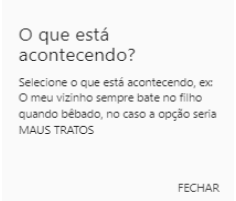 O que está
acontecendo?
Selecione o que está acontecendo, ex:
O meu vizinho sempre bate no filho
quando bêbado, no caso a opção seria
MAUS TRATOS
FECHAR